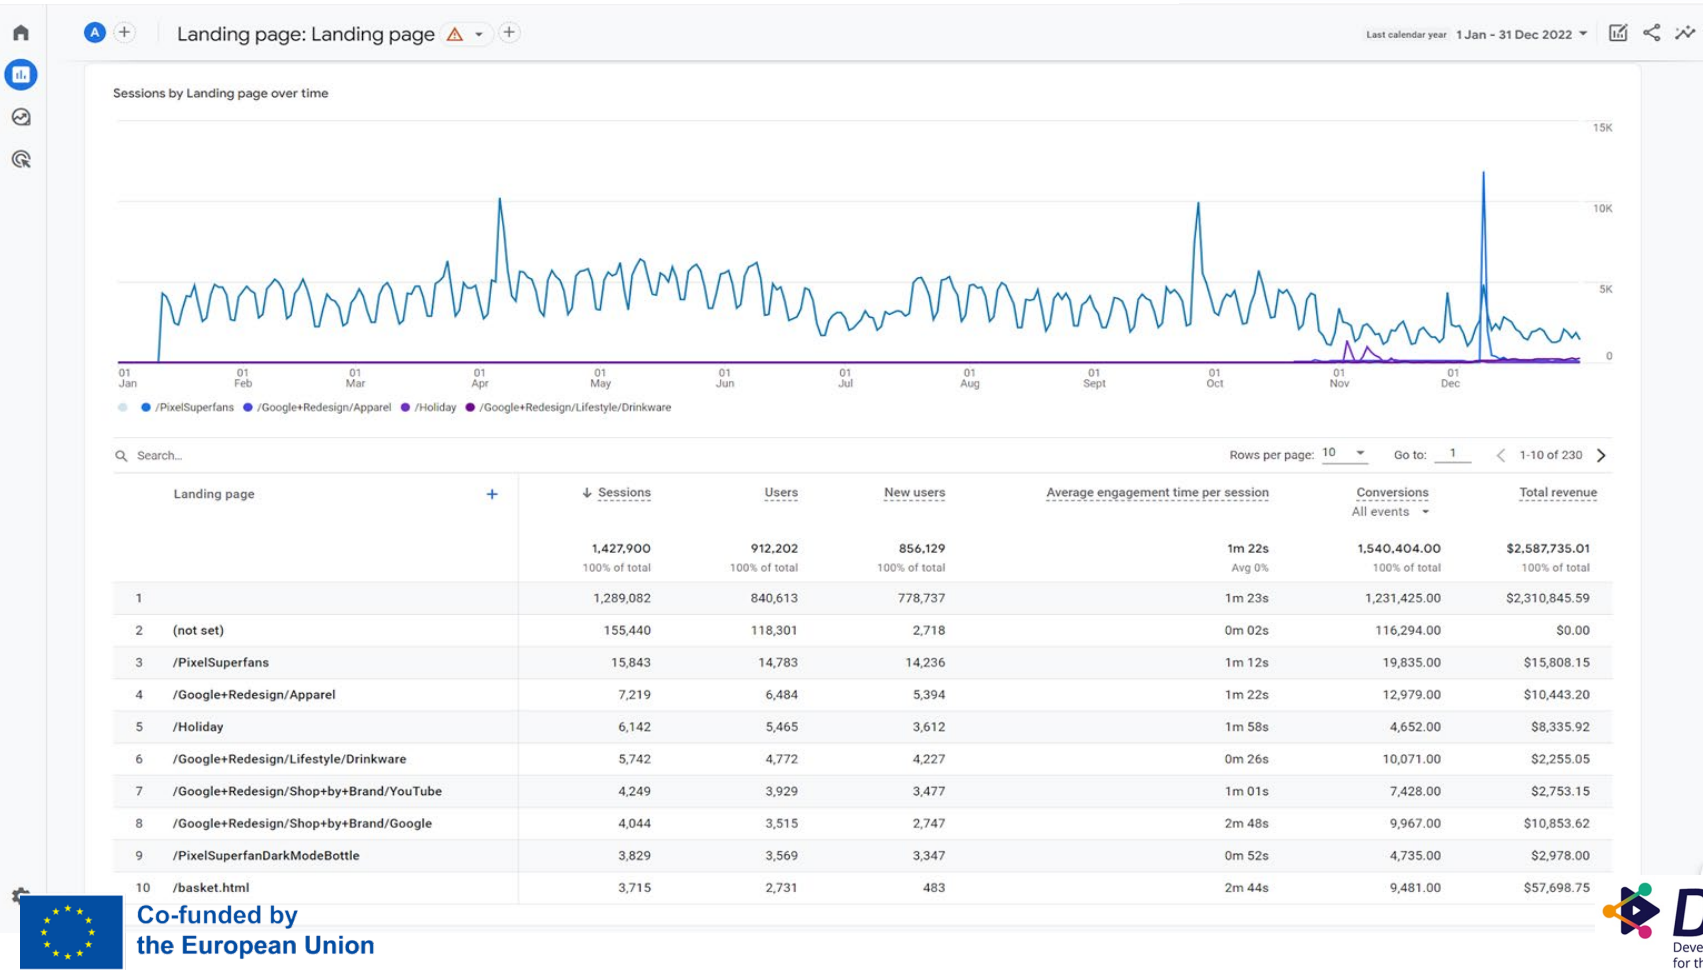 A
Landing page: Landing page
Last calendar year 1 Jan - 31 Dec 2022
Sessions by Landing page over time
15K
10K
5K
0
01 01 01 01 01 01 01 01 01 01 01 01
Jan Feb Mar Apr May Jun Jul Aug Sept Oct Nov Dec
/PixelSuperfans /Google+Redesign/Apparel /Holiday /Google+Redesign/Lifestyle/Drinkware
Search... Rows per page: 10 Go to: 1 1-10 of 230
Landing page + Sessions Users New users Average engagement time per session Conversions Total revenue
All events
1,427,900 912,202 856,129 1m 22s 1,540,404.00 $2,587,735.01
100% of total 100% of total 100% of total Avg 0% 100% of total 100% of total
1 1,289,082 840,613 778,737 1m 23s 1,231,425.00 $2,310,845.59
2 (not set) 155,440 118,301 2,718 0m 02s 116,294.00 $0.00
3 /PixelSuperfans 15,843 14,783 14,236 1m 12s 19,835.00 $15,808.15
4 /Google+Redesign/Apparel 7,219 6,484 5,394 1m 22s 12,979.00 $10,443.20
5 /Holiday 6,142 5,465 3,612 1m 58s 4,652.00 $8,335.92
6 /Google+Redesign/Lifestyle/Drinkware 5,742 4,772 4,227 0m 26s 10,071.00 $2,255.05
7 /Google+Redesign/Shop+by+Brand/YouTube 4,249 3,929 3,477 1m 01s 7,428.00 $2,753.15
8 /Google+Redesign/Shop+by+Brand/Google 4,044 3,515 2,747 2m 48s 9,967.00 $10,853.62
9 /PixelSuperfanDarkModeBottle 3,829 3,569 3,347 0m 52s 4,735.00 $2,978.00
10 /basket.html 3,715 2,731 483 2m 44s 9,481.00 $57,698.75
Co-funded by
the European Union
D
Deve
for th